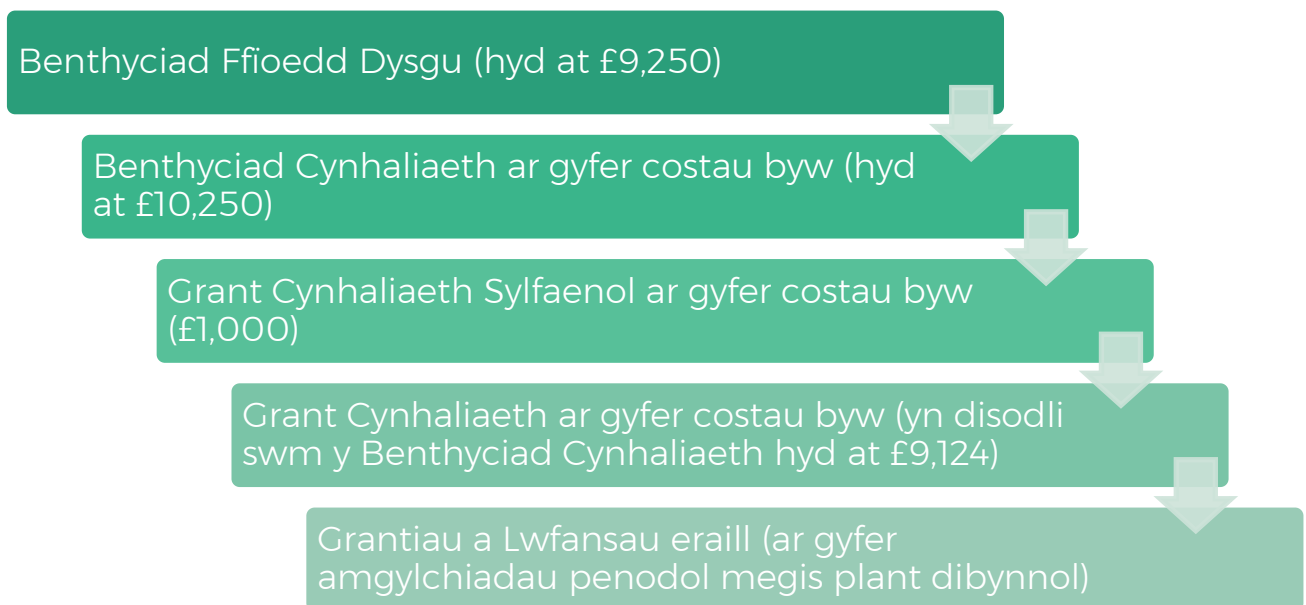 Benthyciad Ffioedd Dysgu (hyd at £9,250)
Benthyciad Cynhaliaeth ar gyfer costau byw (hyd
at £10,250)
Grant Cynhaliaeth Sylfaenol ar gyfer costau byw
(£1,000)
Grant Cynhaliaeth ar gyfer costau byw (yn disodli
swm y Benthyciad Cynhaliaeth hyd at £9,124)
Grantiau a Lwfansau eraill (ar gyfer
amgylchiadau penodol megis plant dibynnol)